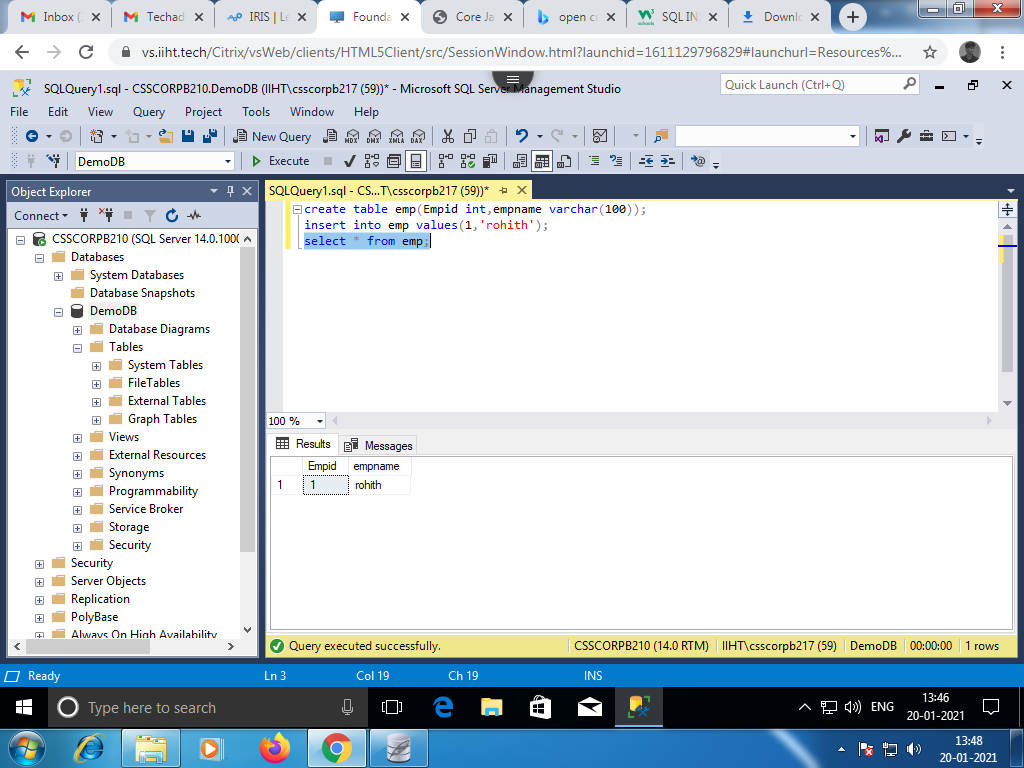 Inbox (
Techad
IRIS | Le
Founda
Core Ja
open c
SQL IN
Downl
vs.iiht.tech/Citrix/vsWeb/clients/HTML5Client/src/SessionWindow.html?launchid=1611129796829#launchurl=Resources%...
SQLQuery1.sql - CSSCORPB210.DemoDB (IIHT\csscorpb217 (59))* - Microsoft SQL Server Management Studio
Quick Launch (Ctrl+Q)
File Edit View Query Project Tools Window Help
New Query
MDX DMX XMLA DAX
DemoDB
Execute
Object Explorer
Connect
CSSCORPB210 (SQL Server 14.0.1000
Databases
System Databases
Database Snapshots
DemoDB
Database Diagrams
Tables
System Tables
FileTables
External Tables
Graph Tables
Views
External Resources
Synonyms
Programmability
Service Broker
Storage
Security
Security
Server Objects
Replication
PolyBase
Always On High Availability
SQLQuery1.sql - CS...T\csscorpb217 (59))*
create table emp(Empid int,empname varchar(100));
insert into emp values(1,'rohith');
select * from emp;
100 %
Results Messages
Empid empname
1 1 rohith
Query executed successfully.
CSSCORPB210 (14.0 RTM) IIHT\csscorpb217 (59) DemoDB 00:00:00 1 rows
Ready Ln 3 Col 19 Ch 19 INS
Type here to search
ENG
13:46
20-01-2021
13:48
20-01-2021